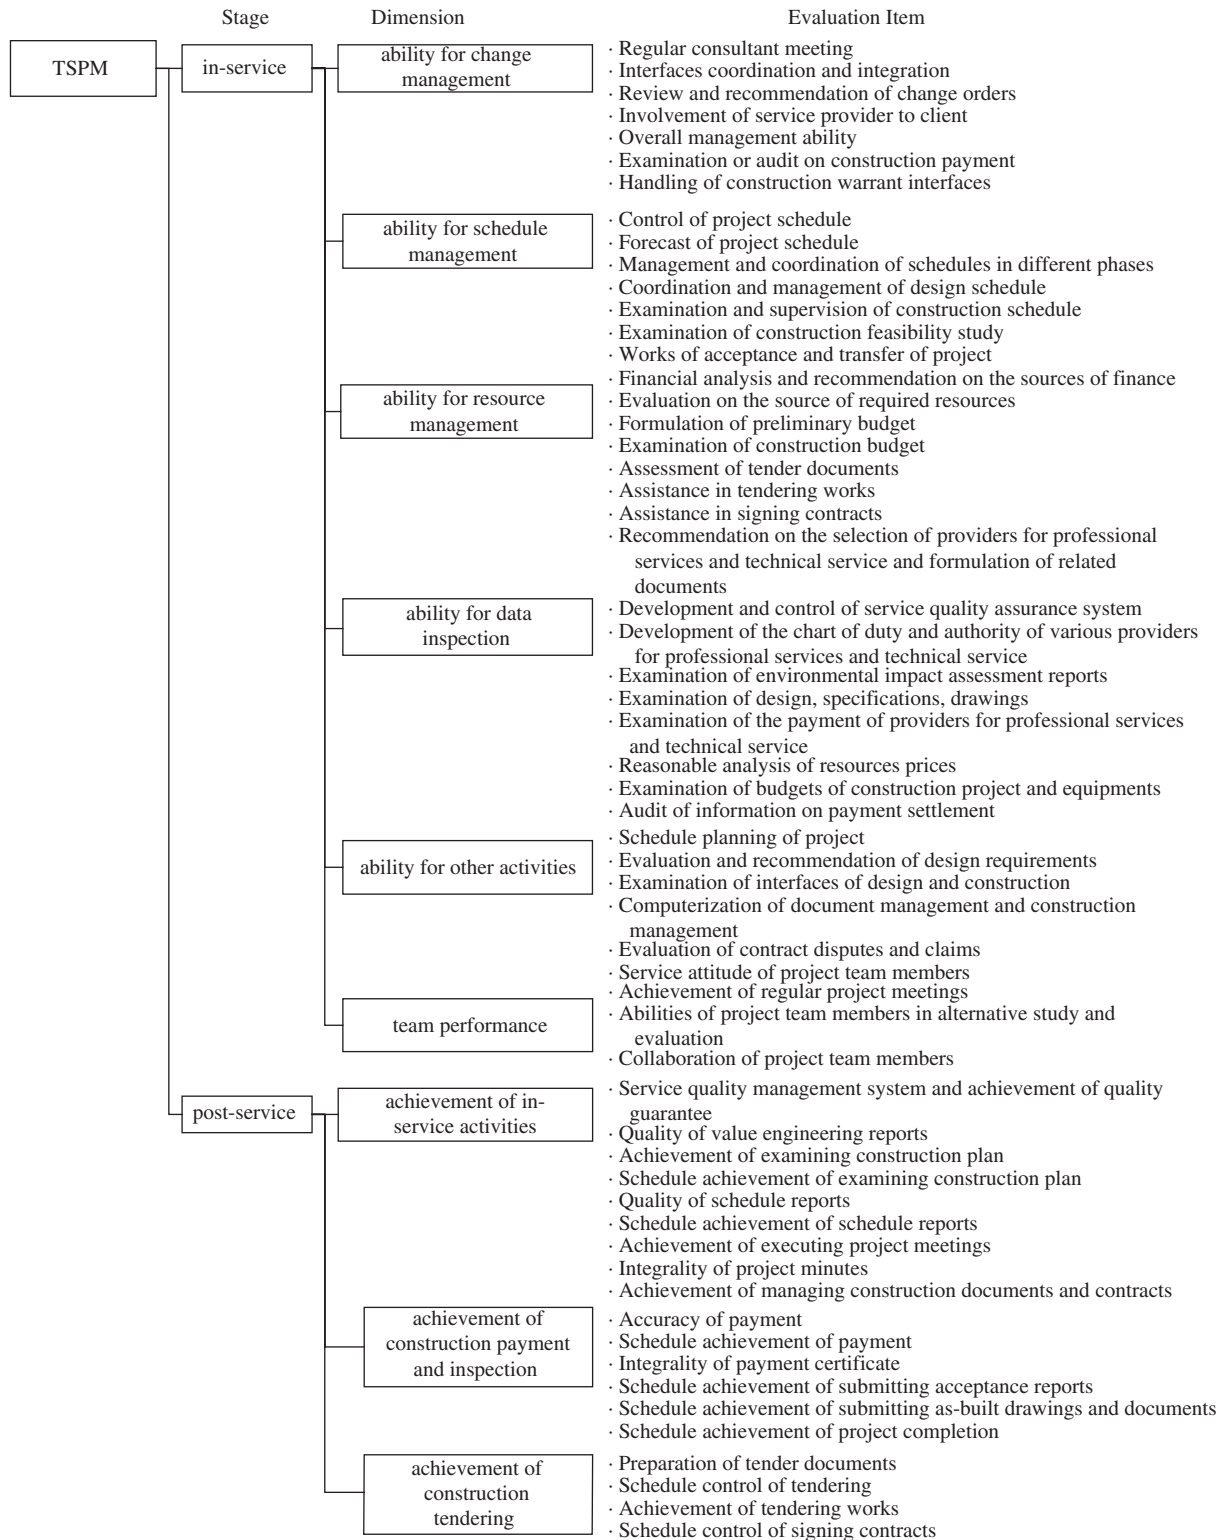 Stage Dimension Evaluation Item
TSPM
in-service
ability for change
management
· Regular consultant meeting
· Interfaces coordination and integration
· Review and recommendation of change orders
· Involvement of service provider to client
· Overall management ability
· Examination or audit on construction payment
· Handling of construction warrant interfaces
ability for schedule
management
· Control of project schedule
· Forecast of project schedule
· Management and coordination of schedules in different phases
· Coordination and management of design schedule
· Examination and supervision of construction schedule
· Examination of construction feasibility study
· Works of acceptance and transfer of project
ability for resource
management
· Financial analysis and recommendation on the sources of finance
· Evaluation on the source of required resources
· Formulation of preliminary budget
· Examination of construction budget
· Assessment of tender documents
· Assistance in tendering works
· Assistance in signing contracts
· Recommendation on the selection of providers for professional
services and technical service and formulation of related
documents
ability for data
inspection
· Development and control of service quality assurance system
· Development of the chart of duty and authority of various providers
for professional services and technical service
· Examination of environmental impact assessment reports
· Examination of design, specifications, drawings
· Examination of the payment of providers for professional services
and technical service
· Reasonable analysis of resources prices
· Examination of budgets of construction project and equipments
· Audit of information on payment settlement
ability for other activities
· Schedule planning of project
· Evaluation and recommendation of design requirements
· Examination of interfaces of design and construction
· Computerization of document management and construction
management
· Evaluation of contract disputes and claims
team performance
· Service attitude of project team members
· Achievement of regular project meetings
· Abilities of project team members in alternative study and
evaluation
· Collaboration of project team members
post-service
achievement of in-
service activities
· Service quality management system and achievement of quality
guarantee
· Quality of value engineering reports
· Achievement of examining construction plan
· Schedule achievement of examining construction plan
· Quality of schedule reports
· Schedule achievement of schedule reports
· Achievement of executing project meetings
· Integrality of project minutes
· Achievement of managing construction documents and contracts
achievement of
construction payment
and inspection
· Accuracy of payment
· Schedule achievement of payment
· Integrality of payment certificate
· Schedule achievement of submitting acceptance reports
· Schedule achievement of submitting as-built drawings and documents
· Schedule achievement of project completion
achievement of
construction
tendering
· Preparation of tender documents
· Schedule control of tendering
· Achievement of tendering works
· Schedule control of signing contracts